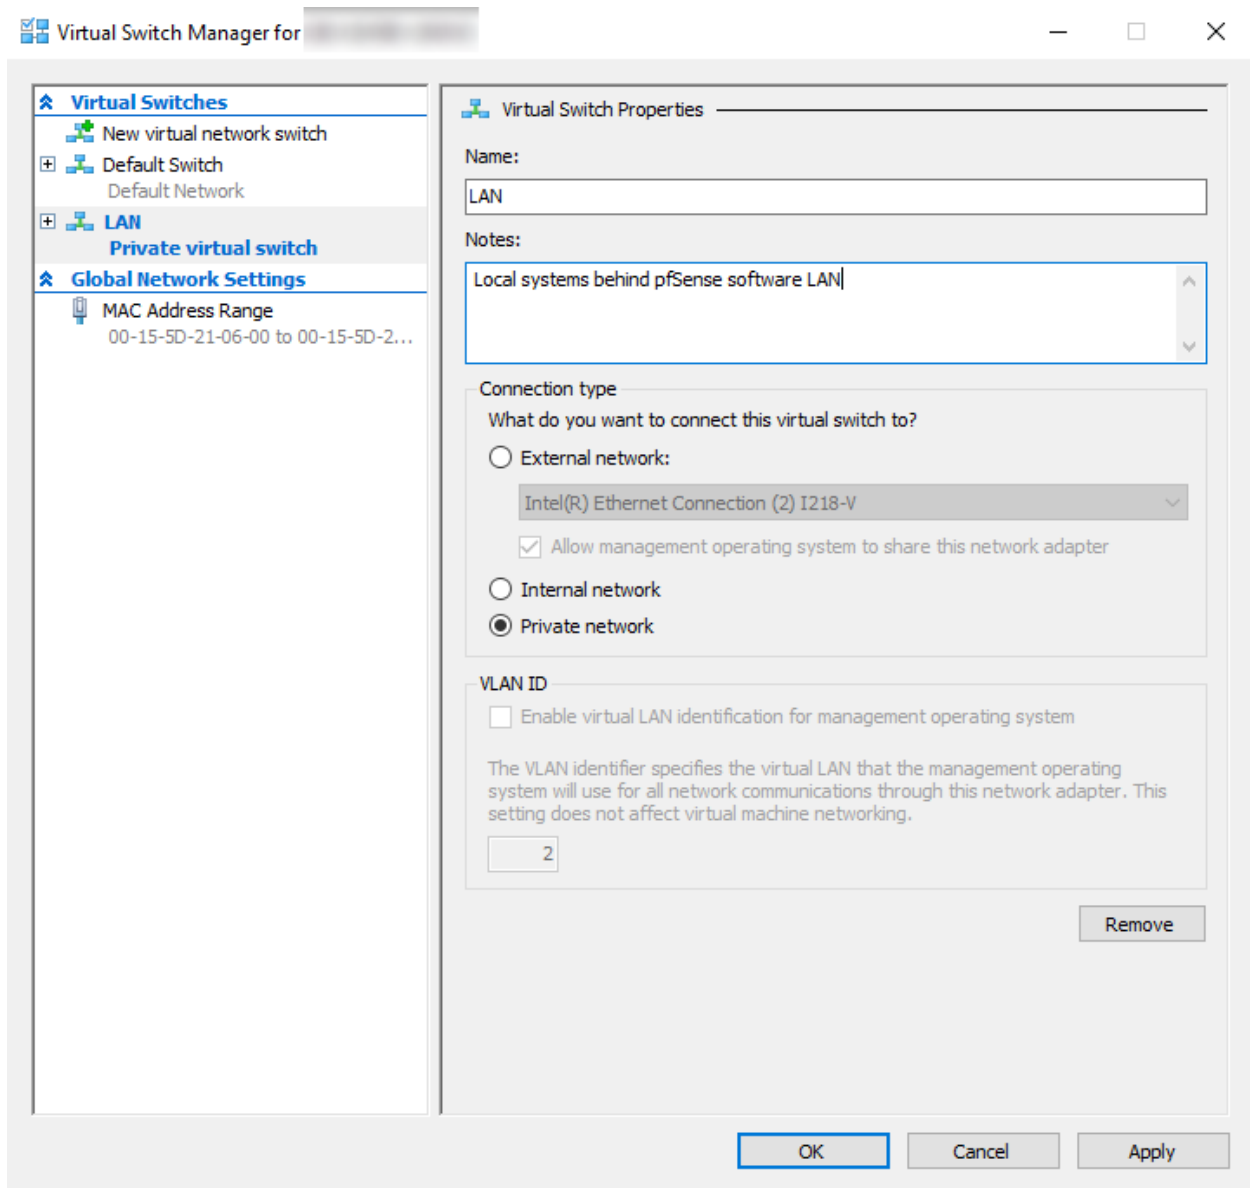 Virtual Switch Manager for
Virtual Switches
New virtual network switch
Default Switch
Default Network
LAN
Private virtual switch
Global Network Settings
MAC Address Range
00-15-5D-21-06-00 to 00-15-5D-2...
Virtual Switch Properties
Name:
LAN
Notes:
Local systems behind pfSense software LAN
Connection type
What do you want to connect this virtual switch to?
External network:
Intel(R) Ethernet Connection (2) I218-V
Allow management operating system to share this network adapter
Internal network
Private network
VLAN ID
Enable virtual LAN identification for management operating system
The VLAN identifier specifies the virtual LAN that the management operating
system will use for all network communications through this network adapter. This
setting does not affect virtual machine networking.
2
Remove
OK
Cancel
Apply